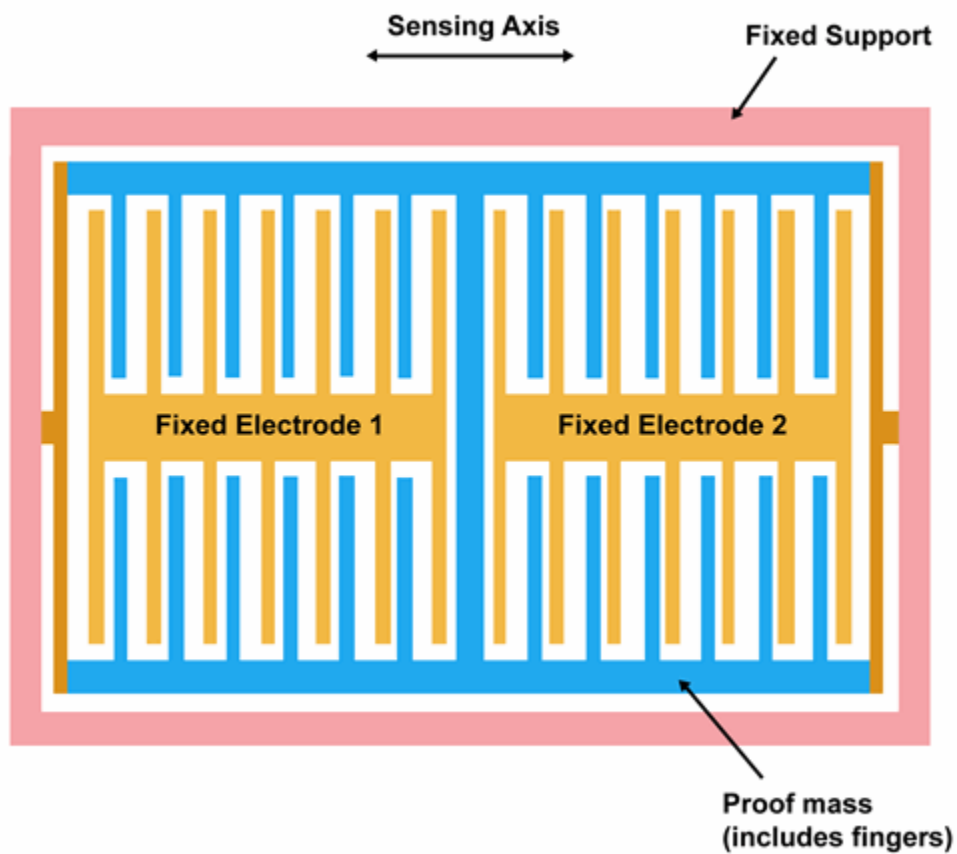 Sensing Axis
Fixed Support
Fixed Electrode 1
Fixed Electrode 2
Proof mass
(includes fingers)